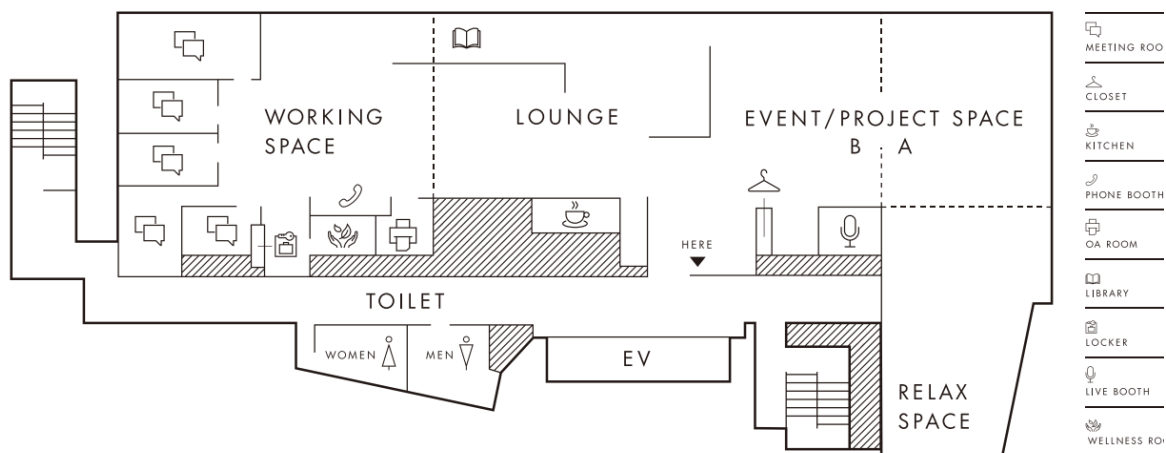 WORKING
SPACE
LOUNGE
EVENT/PROJECT SPACE
B A
HERE
TOILET
WOMEN
MEN
EV
RELAX
SPACE
MEETING ROO
CLOSET
KITCHEN
PHONE BOOTH
OA ROOM
LIBRARY
LOCKER
LIVE BOOTH
WELLNESS ROO